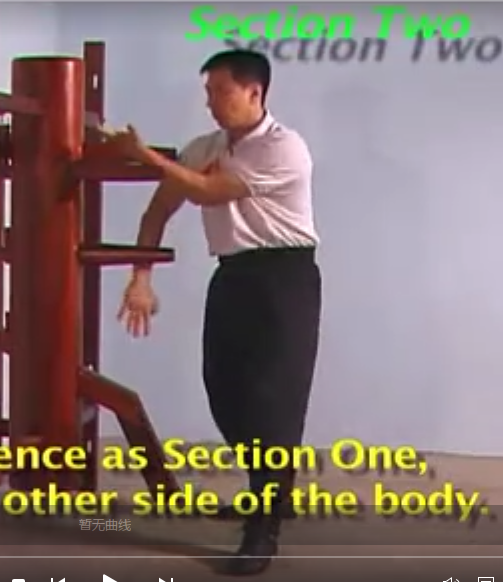 Section Two
ence as Section One,
other side of the body.
暂无曲线